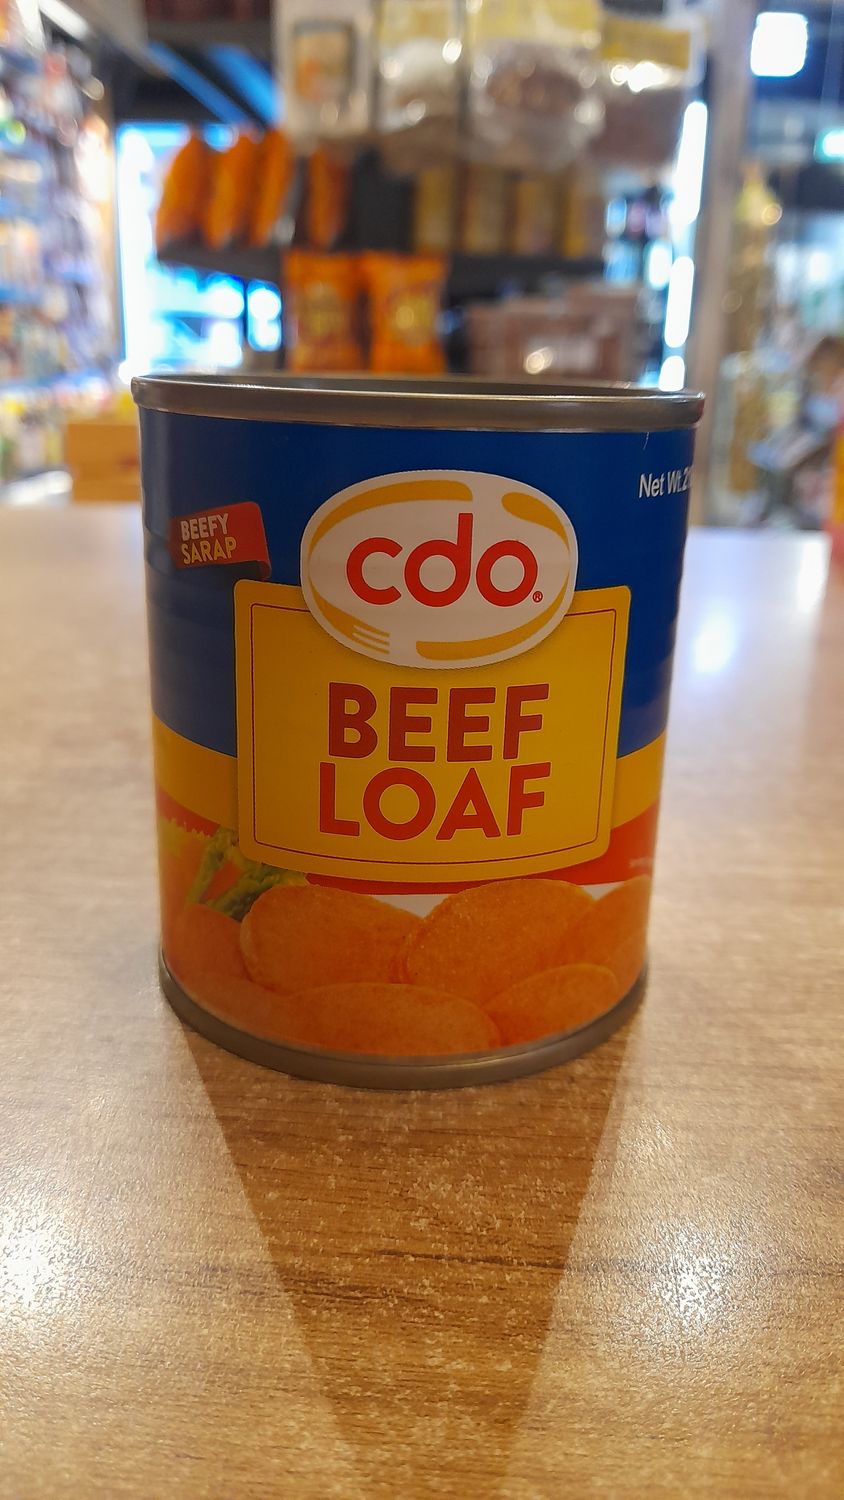 Net Wt.
BEEFY
SARAP
cdo®
BEEF
LOAF